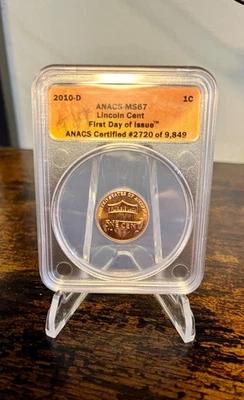 2010-D 1C
ANACS-MS67
Lincoln Cent
First Day of Issue™
ANACS Certified #2720 of 9,849
UNITED STATES OF AMERICA
ONE CENT